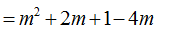 = m² + 2m + 1 − 4m